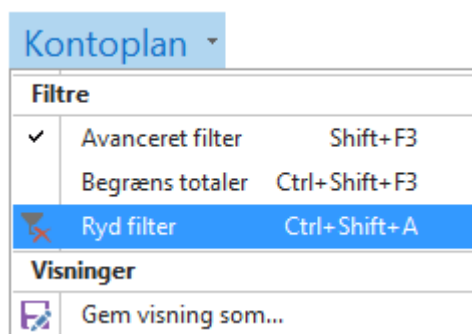 Kontoplan
Filtre
Avanceret filter Shift+F3
Begræns totaler Ctrl+Shift+F3
Ryd filter Ctrl+Shift+A
Visninger
Gem visning som...